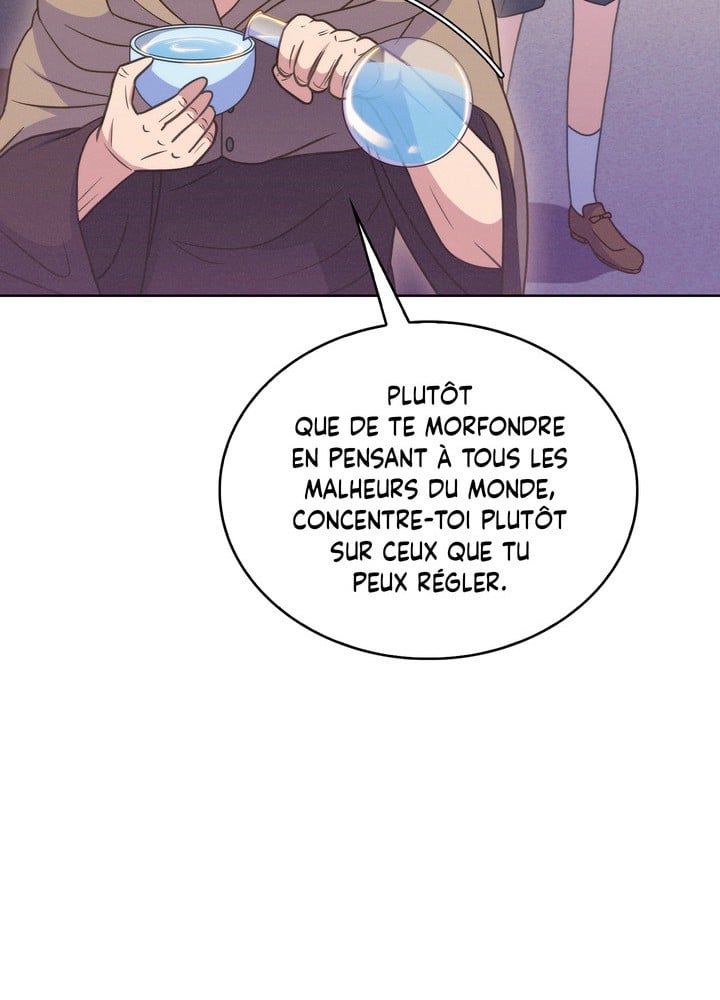 PLUTÔT
QUE DE TE MORFONDRE
EN PENSANT À TOUS LES
MALHEURS DU MONDE,
CONCENTRE-TOI PLUTÔT
SUR CEUX QUE TU
PEUX RÉGLER.